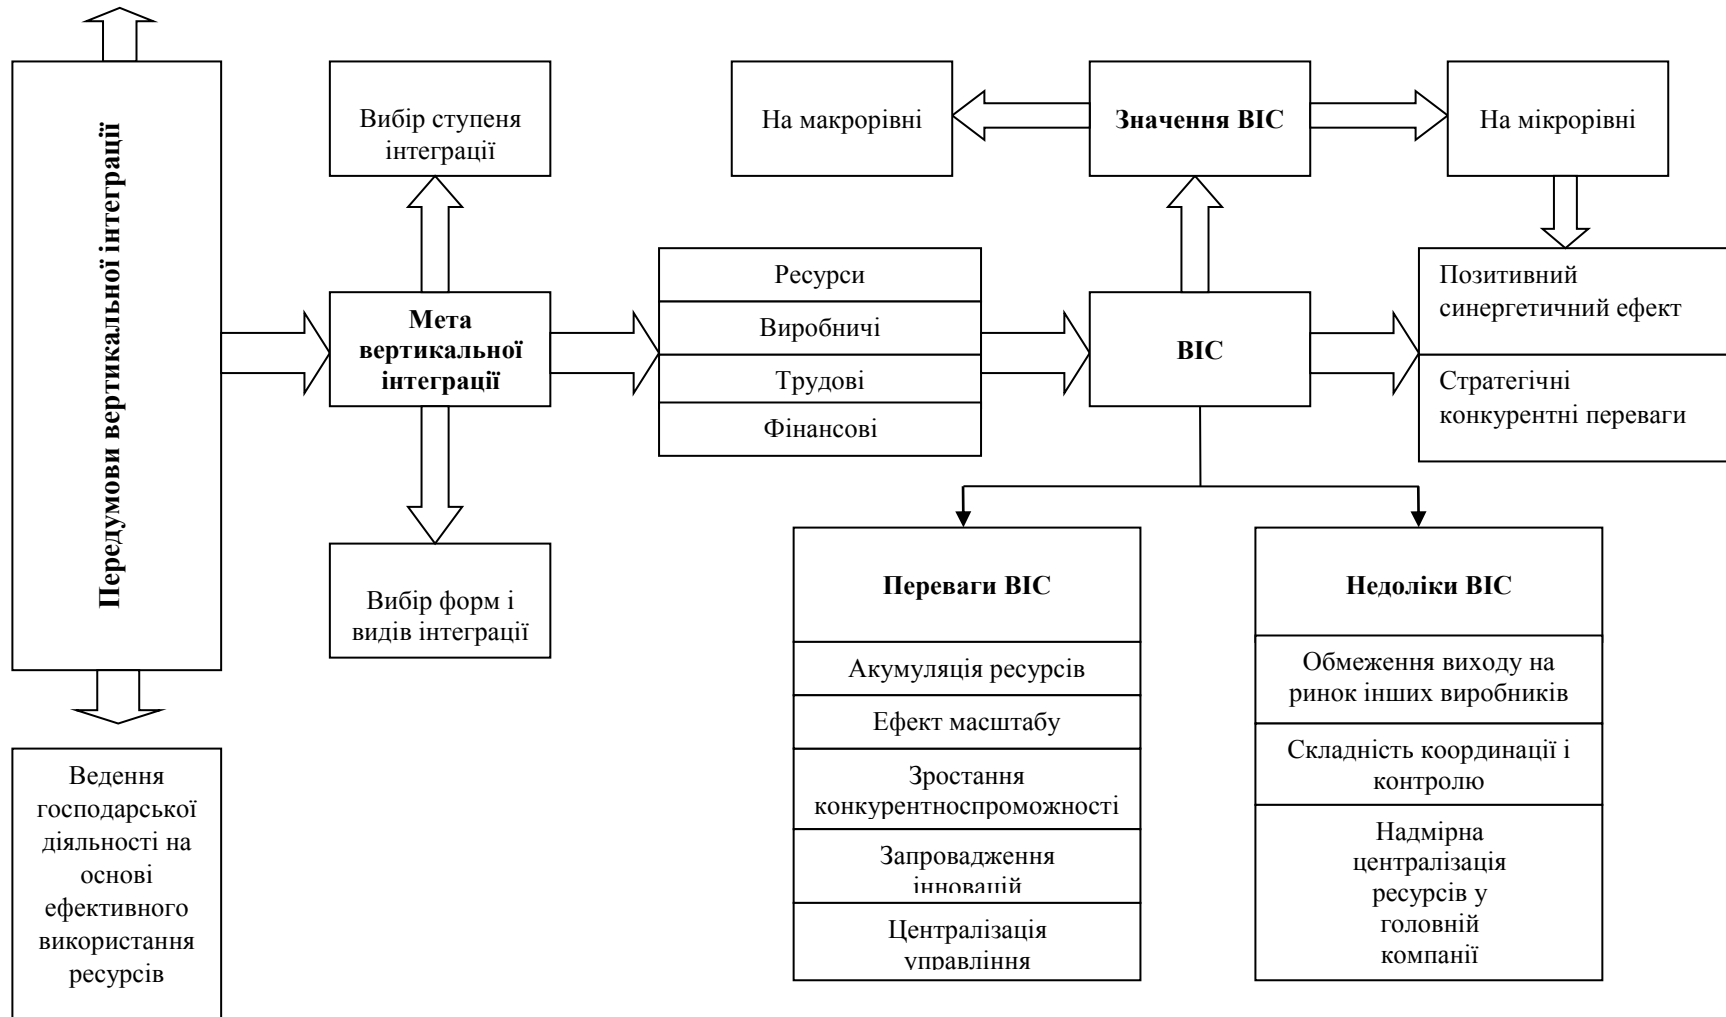 Передумови вертикальної інтеграції
Вибір ступеня
інтеграції
На макрорівні
Значення ВІС
На мікрорівні
Мета
вертикальної
інтеграції
Ресурси
Виробничі
Трудові
Фінансові
ВІС
Позитивний
синергетичний ефект
Стратегічні
конкурентні переваги
Вибір форм і
видів інтеграції
Ведення
господарської
діяльності на
основі
ефективного
використання
ресурсів
Переваги ВІС
Акумуляція ресурсів
Ефект масштабу
Зростання
конкурентноспроможності
Запровадження
інновацій
Централізація
управління
Недоліки ВІС
Обмеження виходу на
ринок інших виробників
Складність координації і
контролю
Надмірна
централізація
ресурсів у
головній
компанії